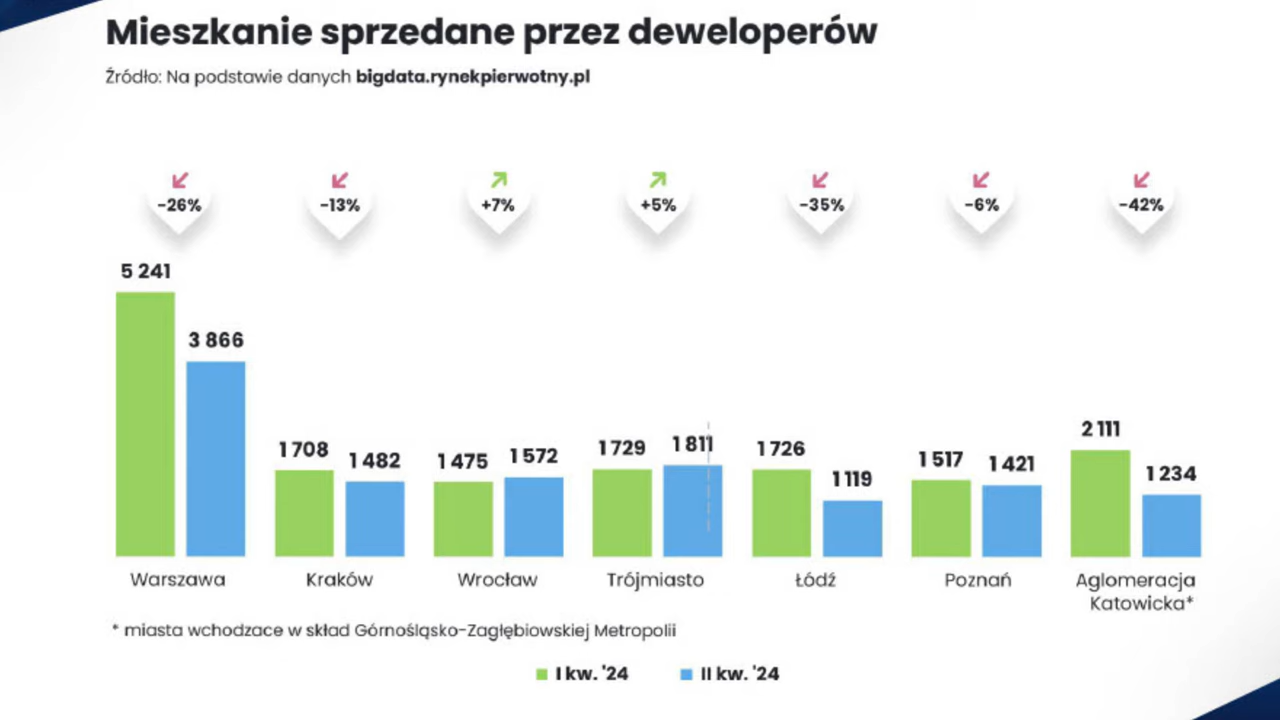 Mieszkanie sprzedane przez deweloperów
Źródło: Na podstawie danych bigdata.rynekpierwotny.pl
-26% -13% +7% +5% -35% -6% -42%
5 241 3 866 1 708 1 482 1 475 1 572 1 729 1 811 1 726 1 119 1 517 1 421 2 111 1 234
Warszawa Kraków Wrocław Trójmiasto Łódź Poznań Aglomeracja
Katowicka*
* miasta wchodzace w skład Górnośląsko-Zagłębiowskiej Metropolii
I kw. '24 II kw. '24